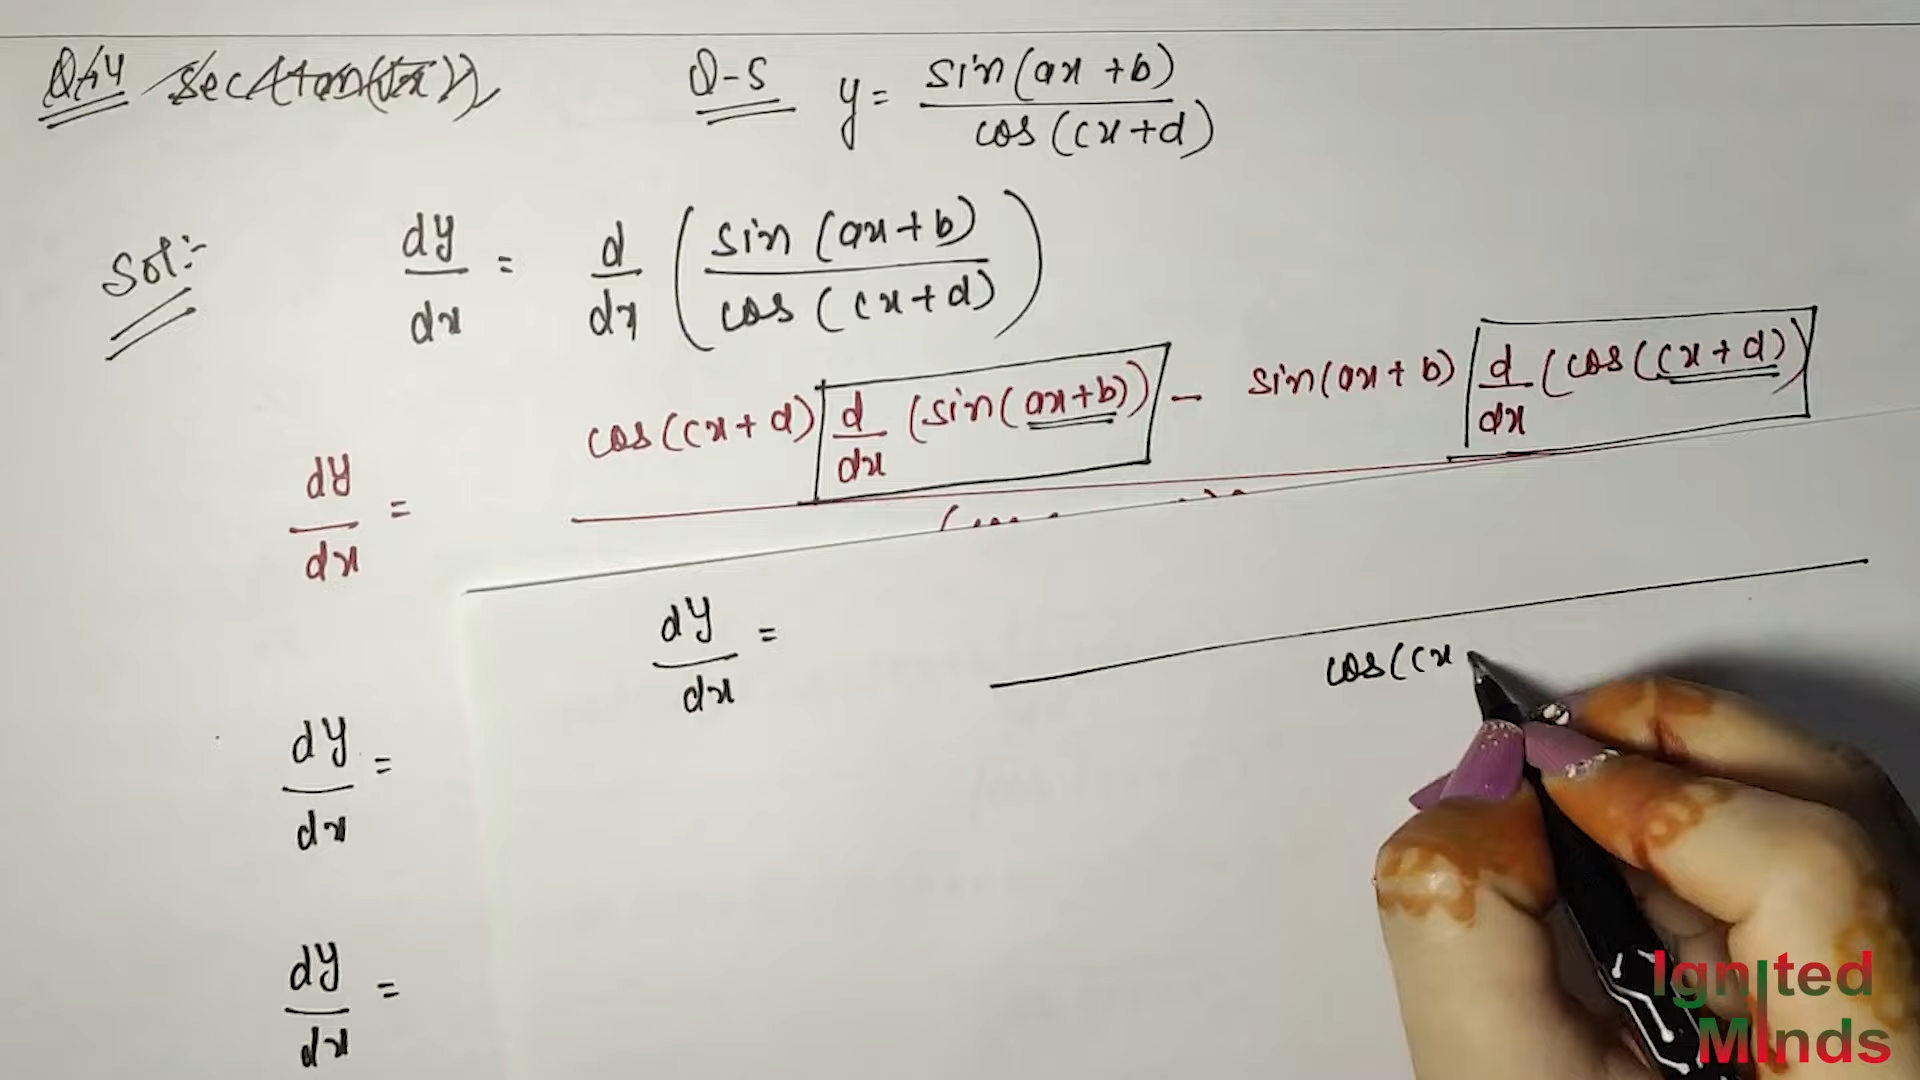 Q-4 sec(tan(√x)) Q-5 y = sin(ax+b) / cos(cx+d)
Sol:- dy/dx = d/dx (sin(ax+b) / cos(cx+d))
dy/dx = cos(cx+d) d/dx (sin(ax+b)) - sin(ax+b) d/dx (cos(cx+d))
dy/dx =
cos(cx
dy/dx =
dy/dx =
Ignited
Minds